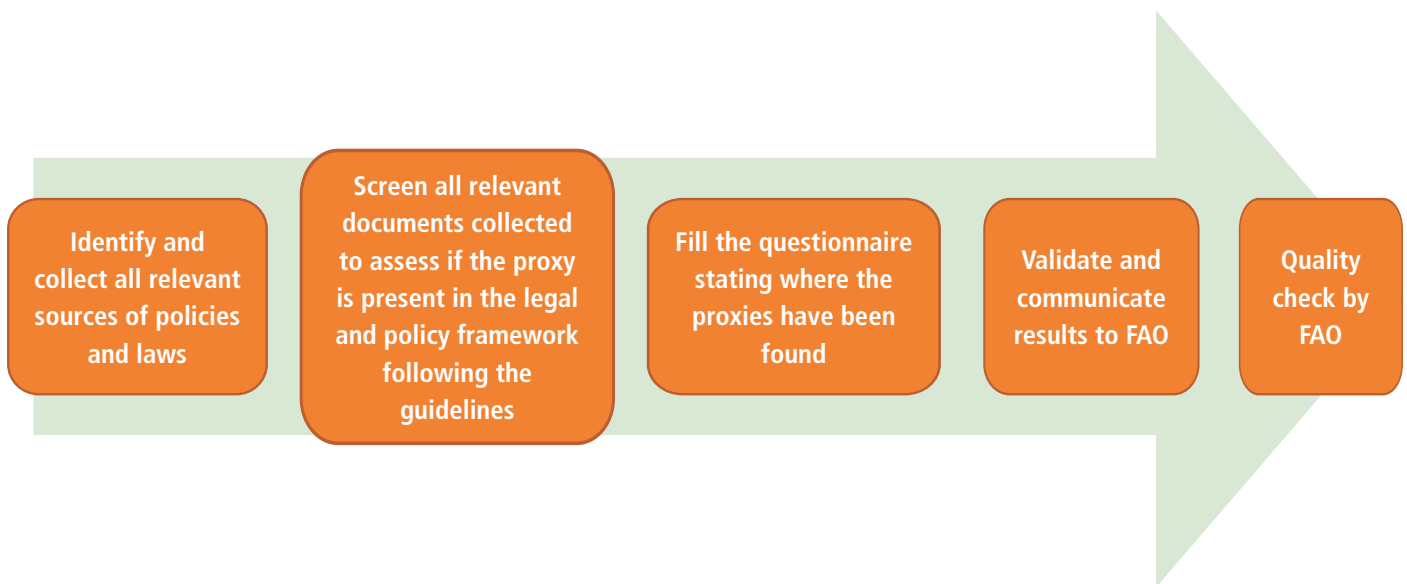 Identify and
collect all relevant
sources of policies
and laws
Screen all relevant
documents collected
to assess if the proxy
is present in the legal
and policy framework
following the
guidelines
Fill the questionnaire
stating where the
proxies have been
found
Validate and
communicate
results to FAO
Quality
check by
FAO